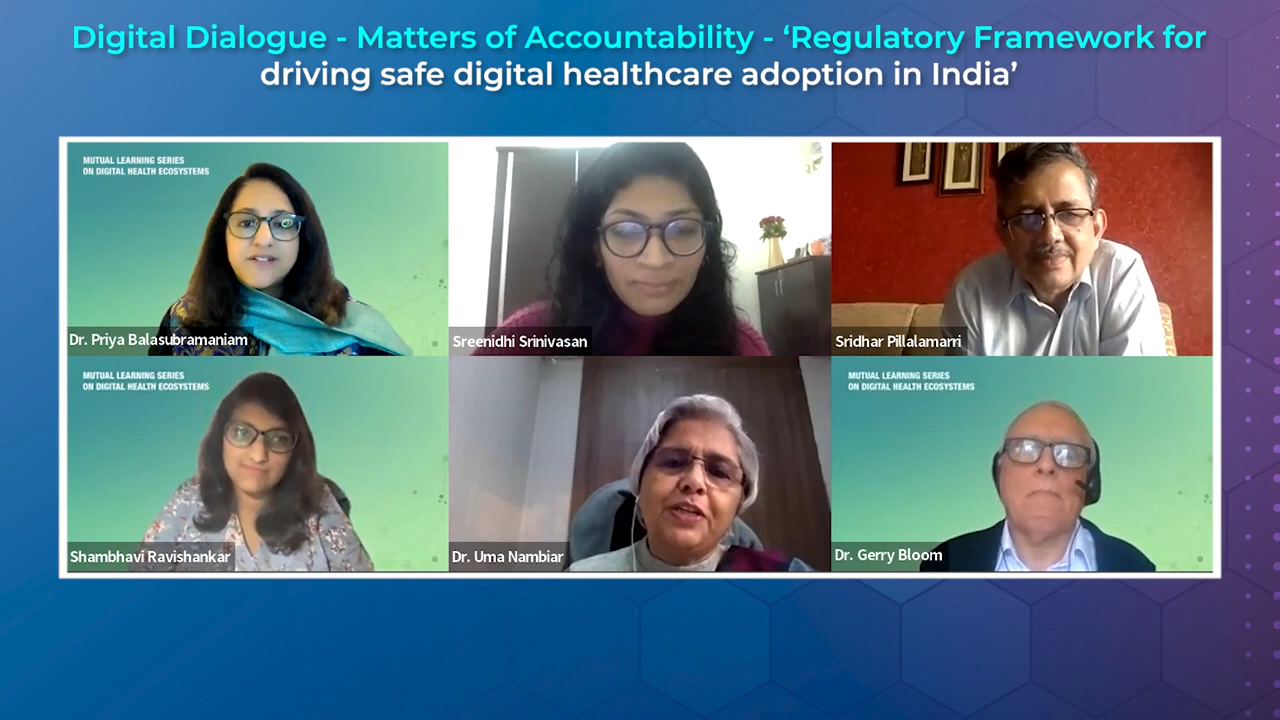 Digital Dialogue - Matters of Accountability - ‘Regulatory Framework for
driving safe digital healthcare adoption in India’
MUTUAL LEARNING SERIES
ON DIGITAL HEALTH ECOSYSTEMS
Dr. Priya Balasubramaniam
Sreenidhi Srinivasan
Sridhar Pillalamarri
MUTUAL LEARNING SERIES
ON DIGITAL HEALTH ECOSYSTEMS
Shambhavi Ravishankar
Dr. Uma Nambiar
MUTUAL LEARNING SERIES
ON DIGITAL HEALTH ECOSYSTEMS
Dr. Gerry Bloom